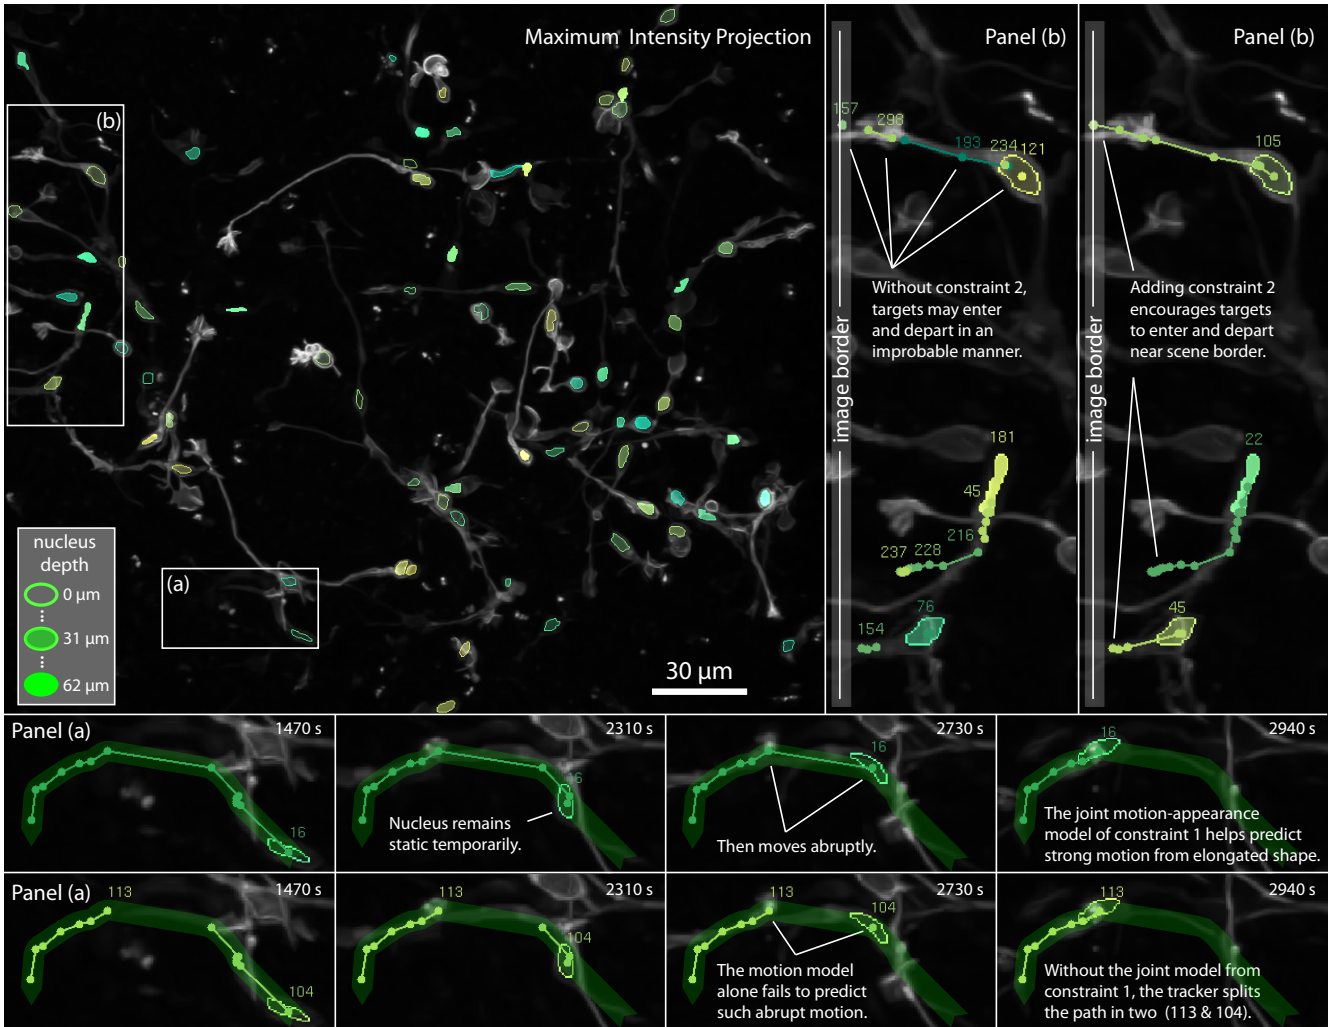 Maximum Intensity Projection
(b)
(a)
nucleus
depth
0 µm
31 µm
62 µm
30 µm
Panel (b)
157
298
193
234
121
Without constraint 2,
targets may enter
and depart in an
improbable manner.
image border
181
45
216
237
228
76
154
Panel (b)
105
Adding constraint 2
encourages targets
to enter and depart
near scene border.
image border
22
45
Panel (a)
1470 s
16
2310 s
16
Nucleus remains
static temporarily.
2730 s
16
Then moves abruptly.
2940 s
16
The joint motion-appearance
model of constraint 1 helps predict
strong motion from elongated shape.
Panel (a)
113
1470 s
104
113
2310 s
104
113
2730 s
104
The motion model
alone fails to predict
such abrupt motion.
113
2940 s
Without the joint model from
constraint 1, the tracker splits
the path in two (113 & 104).